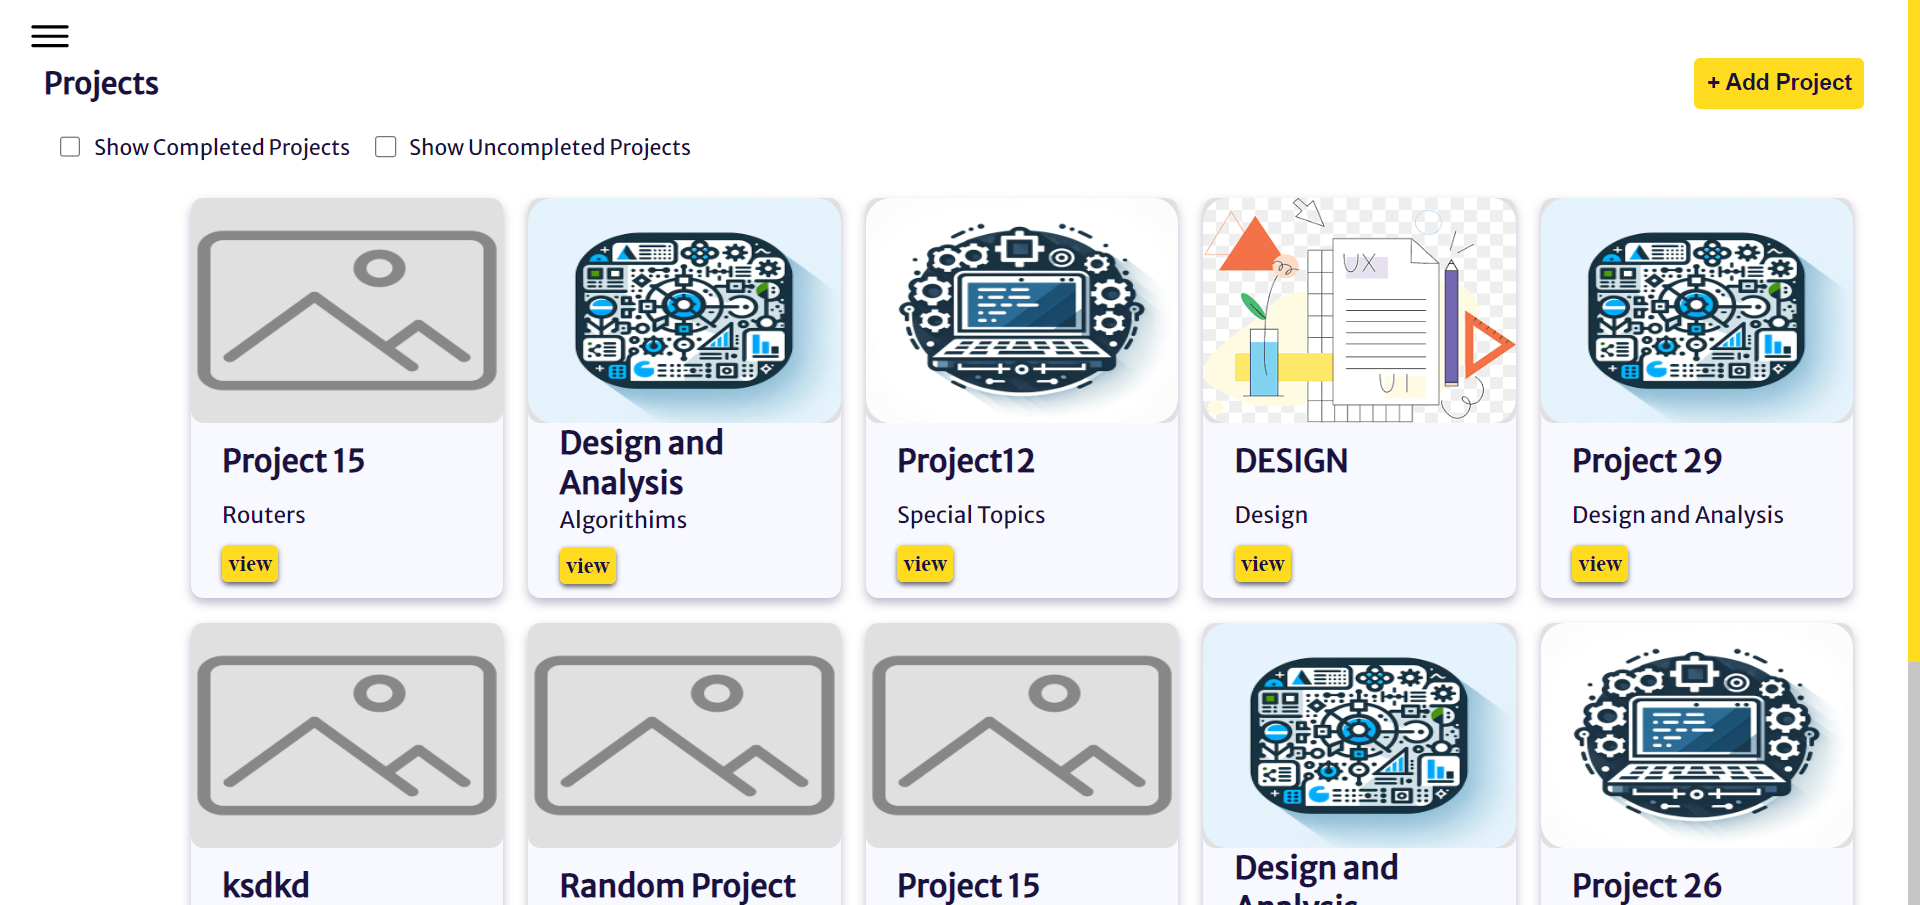 Projects
+ Add Project
Show Completed Projects
Show Uncompleted Projects
UX
UI
Project 15
Routers
view
Design and
Analysis
Algorithims
view
Project12
Special Topics
view
DESIGN
Design
view
Project 29
Design and Analysis
view
ksdkd
Random Project
Project 15
Design and
Analysis
Project 26